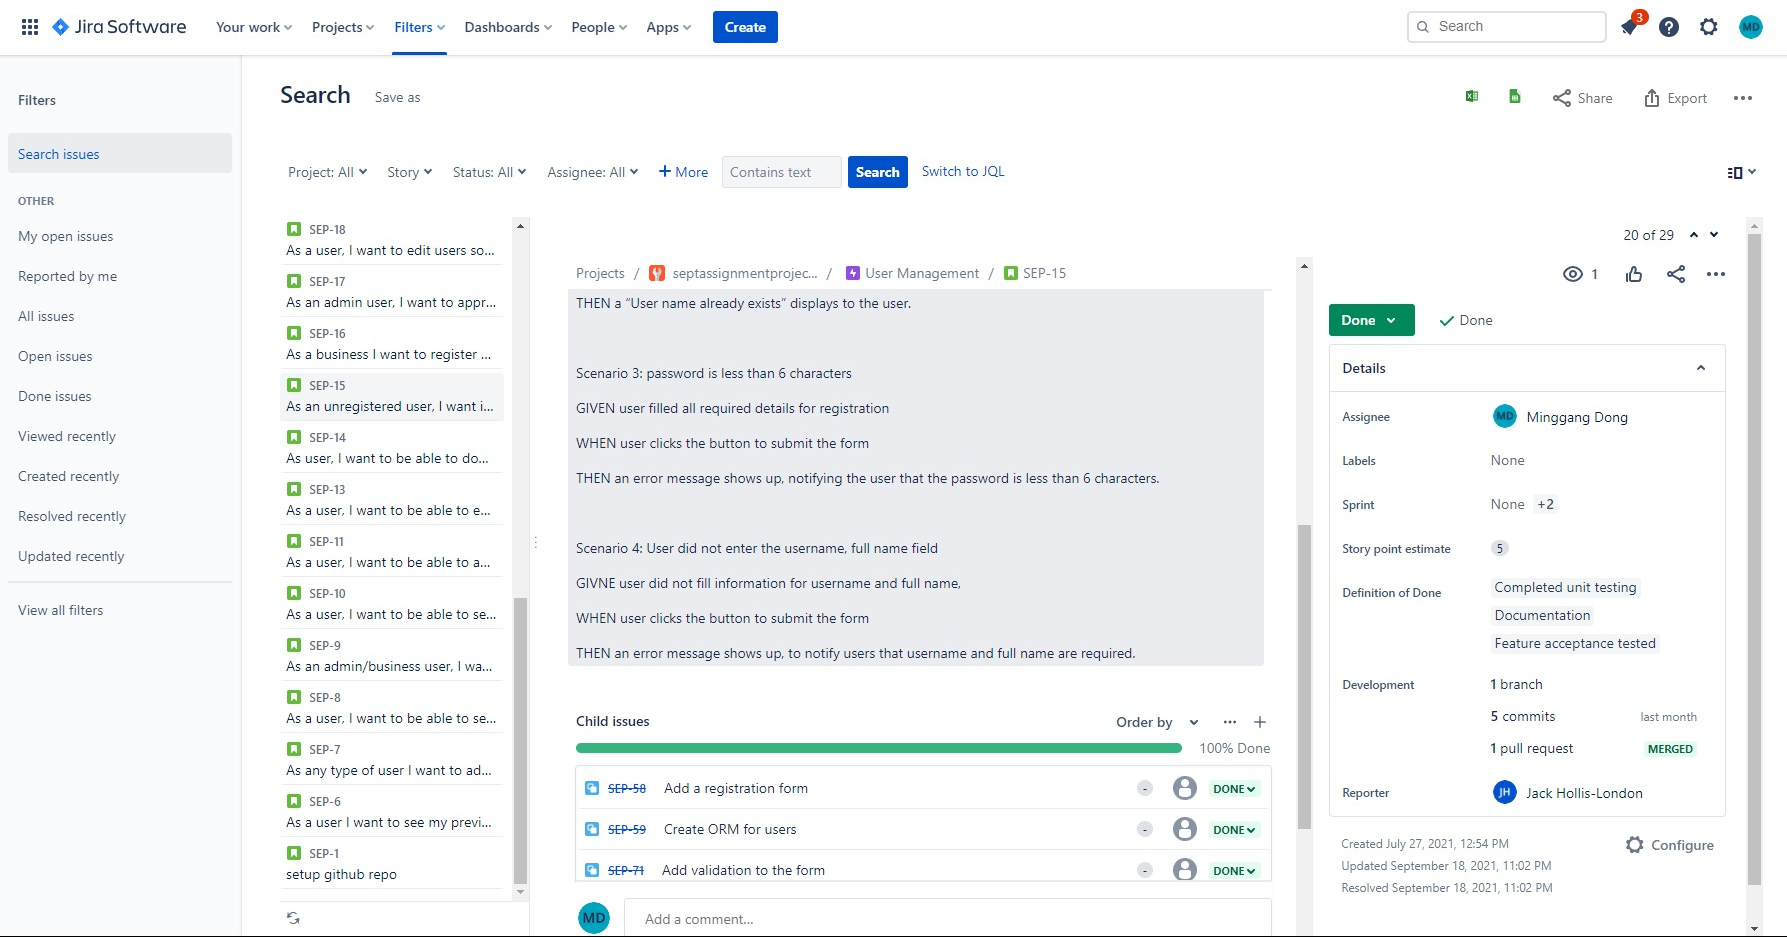 Jira Software
Your work
Projects
Filters
Dashboards
People
Apps
Create
Search
3
MD
Filters
Search issues
OTHER
My open issues
Reported by me
All issues
Open issues
Done issues
Viewed recently
Created recently
Resolved recently
Updated recently
View all filters
Search
Save as
Share
Export
Project: All
Story
Status: All
Assignee: All
+ More
Contains text
Search
Switch to JQL
SEP-18
As a user, I want to edit users so...
SEP-17
As an admin user, I want to appr...
SEP-16
As a business I want to register ...
SEP-15
As an unregistered user, I want i...
SEP-14
As user, I want to be able to do...
SEP-13
As a user, I want to be able to e...
SEP-11
As a user, I want to be able to a...
SEP-10
As a user, I want to be able to se...
SEP-9
As an admin/business user, I wa...
SEP-8
As a user, I want to be able to se...
SEP-7
As any type of user I want to ad...
SEP-6
As a user I want to see my previ...
SEP-1
setup github repo
20 of 29
Projects / septassignmentprojec... / User Management / SEP-15
THEN a “User name already exists” displays to the user.
Scenario 3: password is less than 6 characters
GIVEN user filled all required details for registration
WHEN user clicks the button to submit the form
THEN an error message shows up, notifying the user that the password is less than 6 characters.
Scenario 4: User did not enter the username, full name field
GIVNE user did not fill information for username and full name,
WHEN user clicks the button to submit the form
THEN an error message shows up, to notify users that username and full name are required.
Child issues
Order by
100% Done
SEP-58 Add a registration form - DONE
SEP-59 Create ORM for users - DONE
SEP-71 Add validation to the form - DONE
MD
Add a comment...
1
Done
Done
Details
Assignee
MD Minggang Dong
Labels
None
Sprint
None +2
Story point estimate
5
Definition of Done
Completed unit testing
Documentation
Feature acceptance tested
Development
1 branch
5 commits last month
1 pull request MERGED
Reporter
JH Jack Hollis-London
Created July 27, 2021, 12:54 PM
Updated September 18, 2021, 11:02 PM
Resolved September 18, 2021, 11:02 PM
Configure